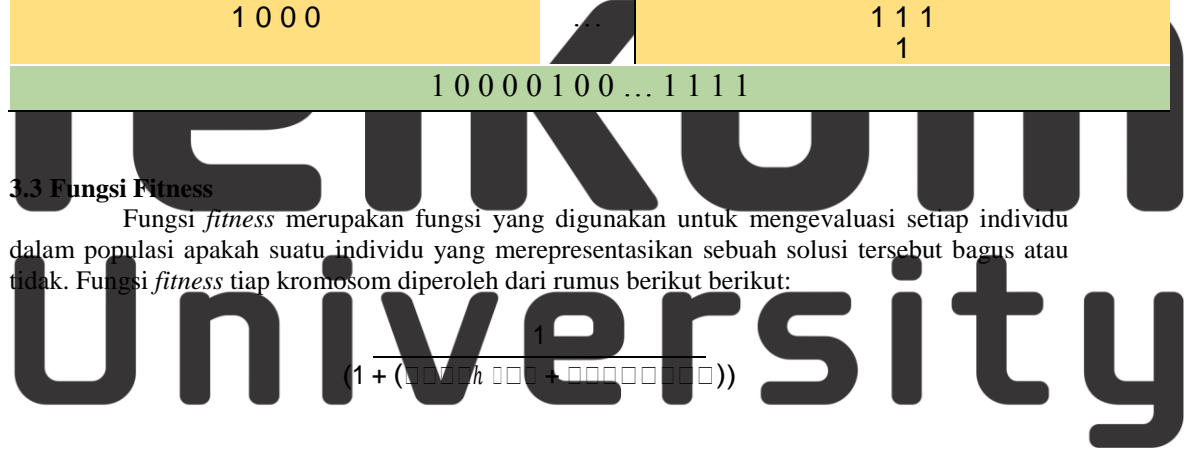 1 0 0 0 … 1 1 1
1
1 0 0 0 0 1 0 0 … 1 1 1 1
Telkom
3.3 Fungsi Fitness
Fungsi fitness merupakan fungsi yang digunakan untuk mengevaluasi setiap individu
dalam populasi apakah suatu individu yang merepresentasikan sebuah solusi tersebut bagus atau
tidak. Fungsi fitness tiap kromosom diperoleh dari rumus berikut berikut:
University
1
(1 + (□□□□h □□□ + □□□□□□□□))